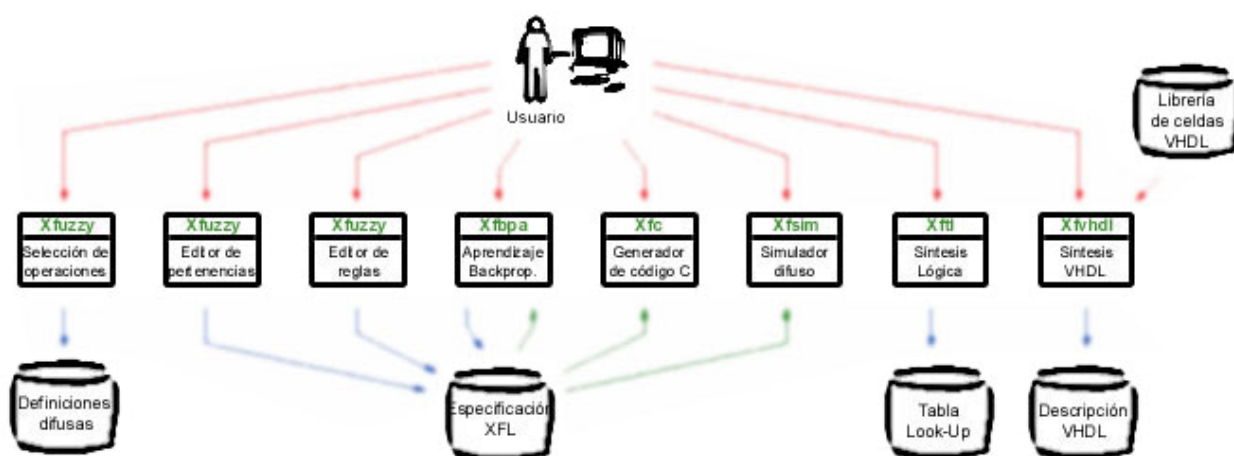 Usuario
Librería
de celdas
VHDL
Xfuzzy
Selección de
operaciones
Xfuzzy
Editor de
pertenencias
Xfuzzy
Editor de
reglas
Xfbpa
Aprendizaje
Backprop.
Xfc
Generador
de código C
Xfsim
Simulador
difuso
Xftl
Síntesis
Lógica
Xfvhdl
Síntesis
VHDL
Definiciones
difusas
Especificación
XFL
Tabla
Look-Up
Descripción
VHDL